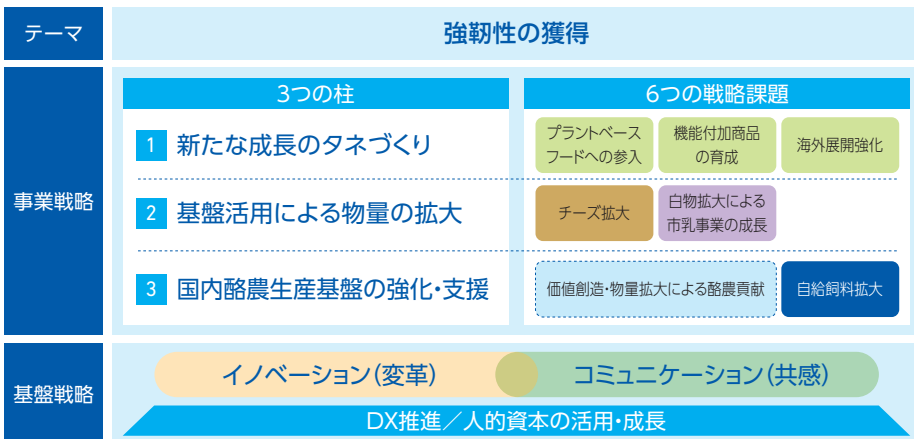 テーマ
強靭性の獲得
事業戦略
3つの柱
6つの戦略課題
1 新たな成長のタネづくり
プラントベース
フードへの参入
機能付加商品
の育成
海外展開強化
2 基盤活用による物量の拡大
チーズ拡大
白物拡大による
市乳事業の成長
3 国内酪農生産基盤の強化・支援
価値創造・物量拡大による酪農貢献
自給飼料拡大
基盤戦略
イノベーション(変革)
コミュニケーション(共感)
DX推進／人的資本の活用・成長